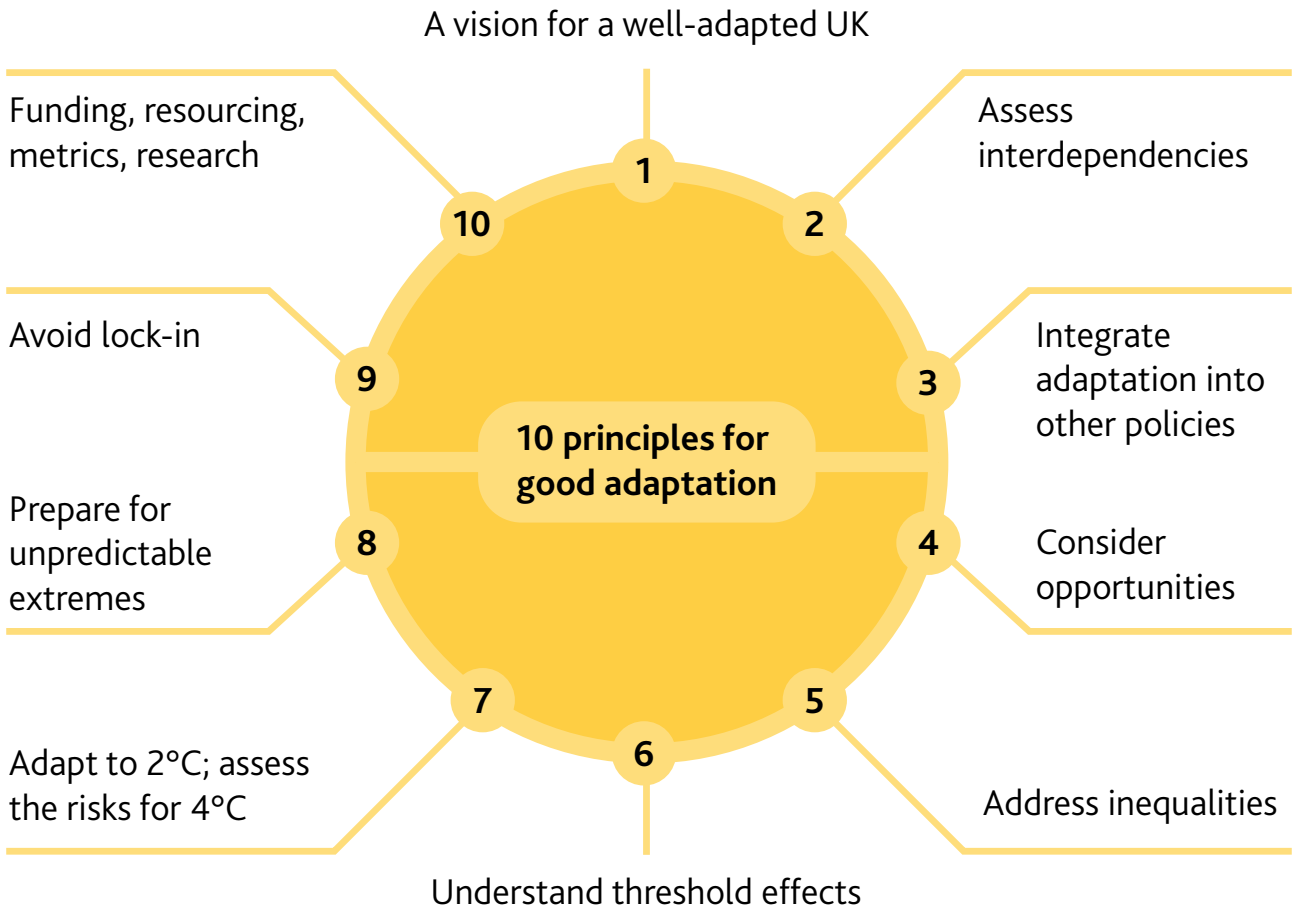 A vision for a well-adapted UK
Funding, resourcing,
metrics, research
Assess
interdependencies
1
10
2
Avoid lock-in
Integrate
adaptation into
other policies
9
3
10 principles for
good adaptation
Prepare for
unpredictable
extremes
8
4
Consider
opportunities
7
5
6
Adapt to 2°C; assess
the risks for 4°C
Address inequalities
Understand threshold effects